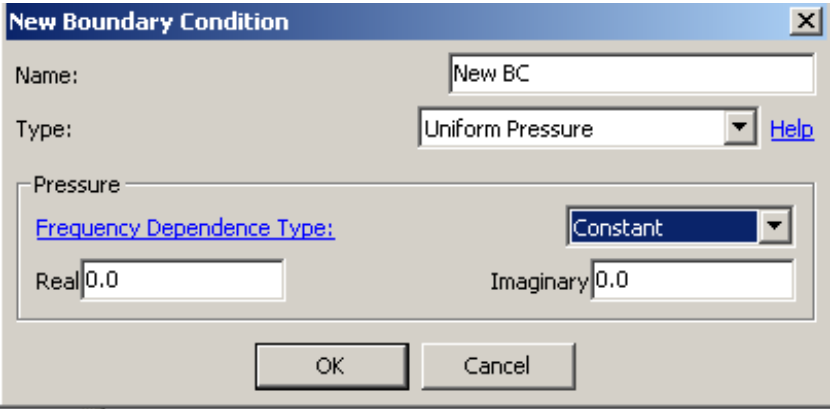 New Boundary Condition
Name: New BC
Type: Uniform Pressure Help
Pressure
Frequency Dependence Type: Constant
Real 0.0 Imaginary 0.0
OK Cancel